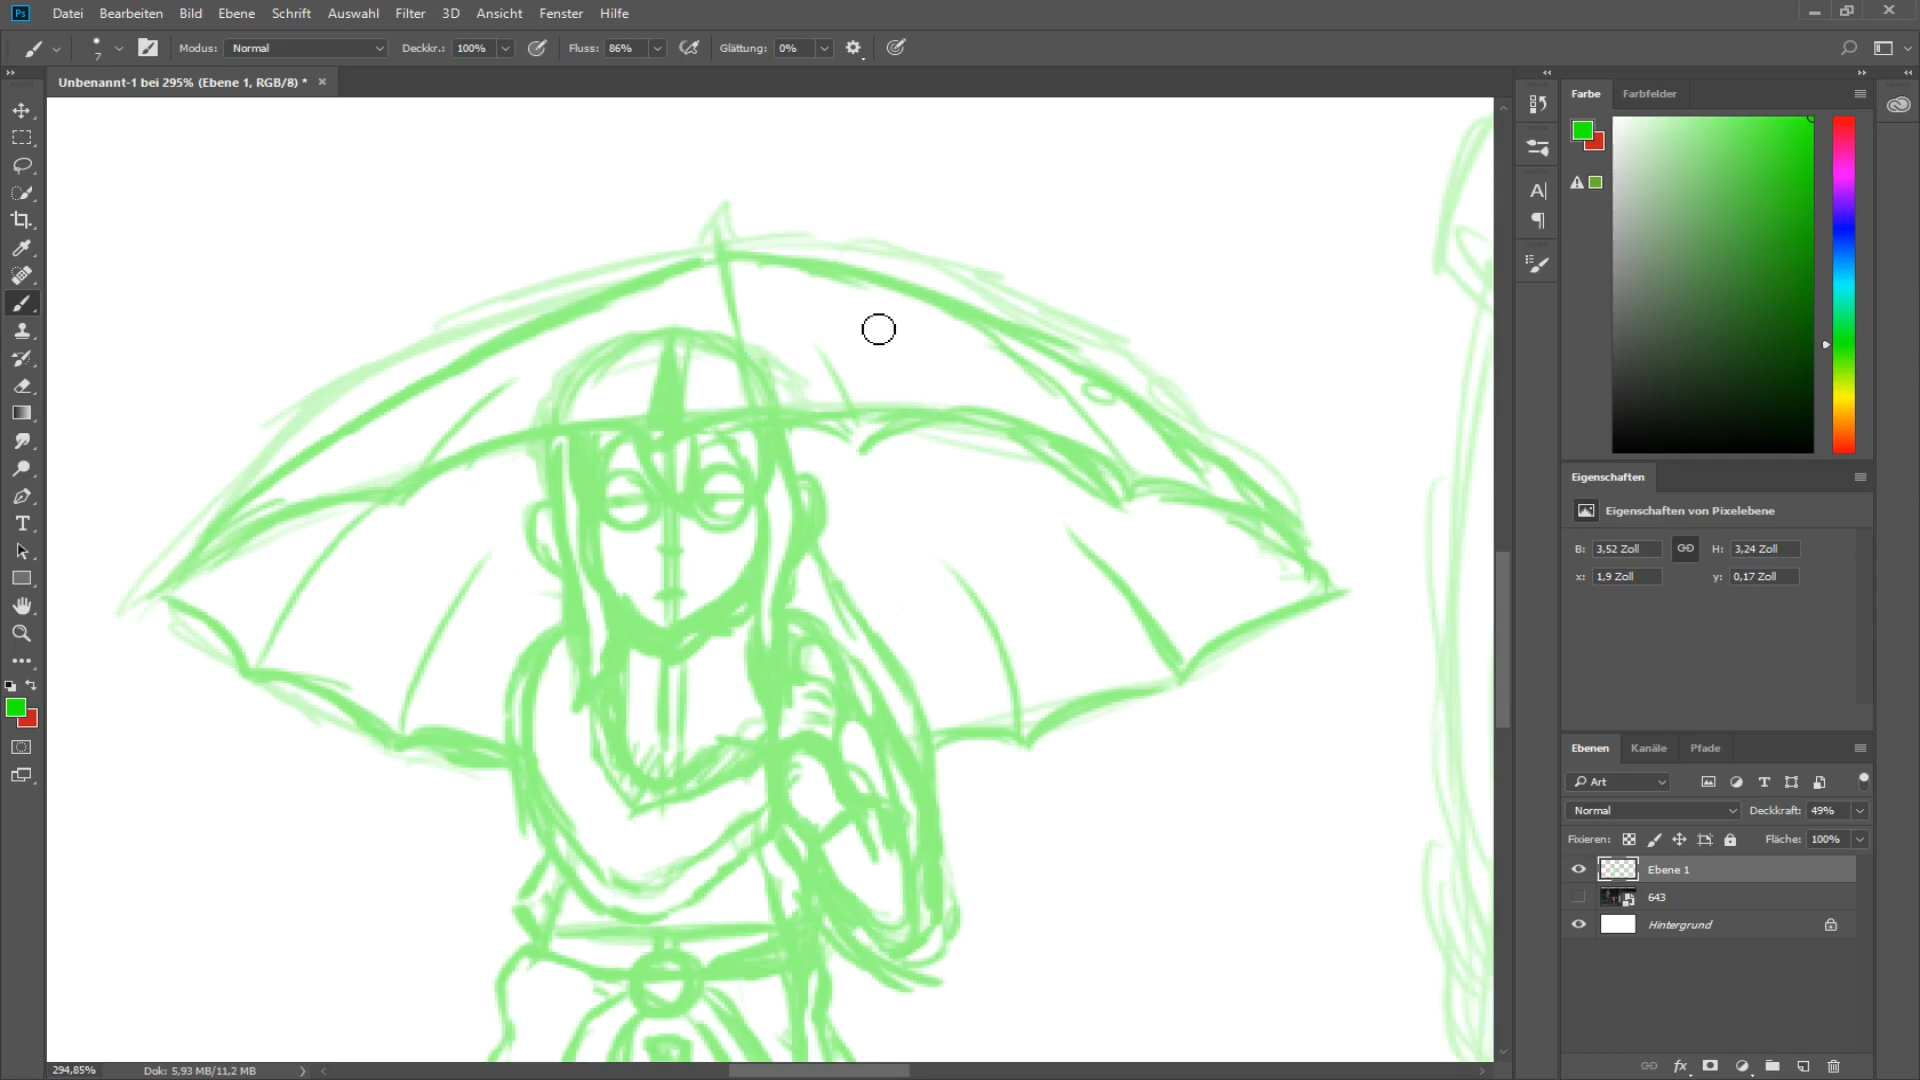 Ps Datei Bearbeiten Bild Ebene Schrift Auswahl Filter 3D Ansicht Fenster Hilfe
7 Modus: Normal Deckkr.: 100% Fluss: 86% Glättung: 0%
Unbenannt-1 bei 295% (Ebene 1, RGB/8) *
Farbe Farbfelder
Eigenschaften
Eigenschaften von Pixelebene
B: 3,52 Zoll H: 3,24 Zoll
x: 1,9 Zoll y: 0,17 Zoll
Ebenen Kanäle Pfade
Art
Normal Deckkraft: 49%
Fixieren: Fläche: 100%
Ebene 1
643
Hintergrund
294,85% Dok: 5,93 MB/11,2 MB